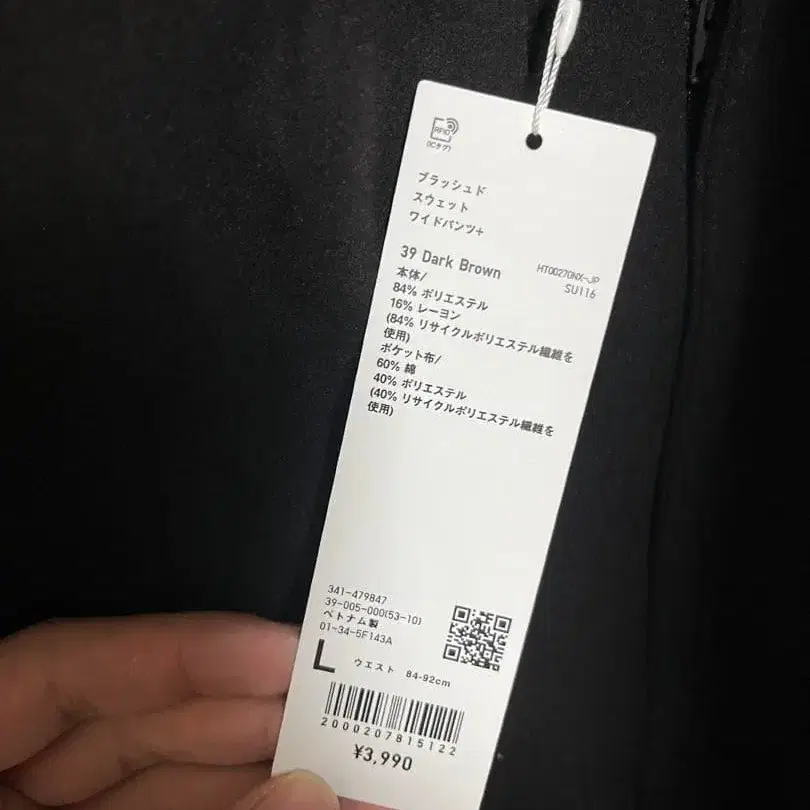 RFID
(ICタグ)
ブラッシュド
スウェット
ワイドパンツ+
39 Dark Brown
HT00270NX-JP
SU116
本体/
84% ポリエステル
16% レーヨン
(84% リサイクルポリエステル繊維を
使用)
ポケット布/
60% 綿
40% ポリエステル
(40% リサイクルポリエステル繊維を
使用)
341-479847
39-005-000(53-10)
ベトナム製
01-34-5F143A
L ウエスト 84-92cm
2000207815122
¥3,990